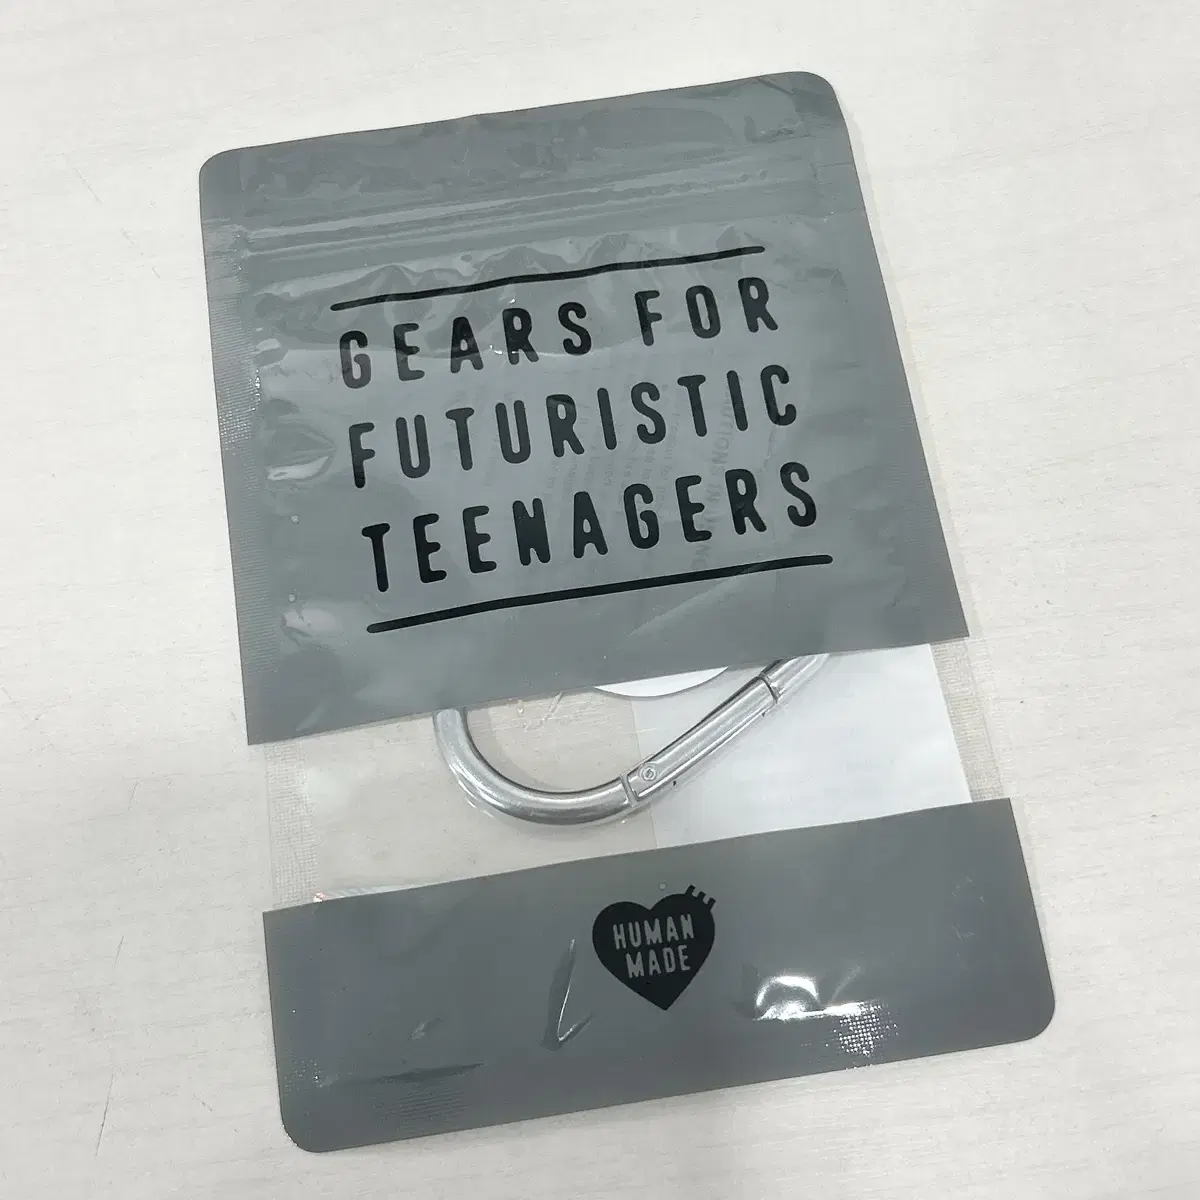 GEARS FOR
FUTURISTIC
TEENAGERS
HUMAN
MADE